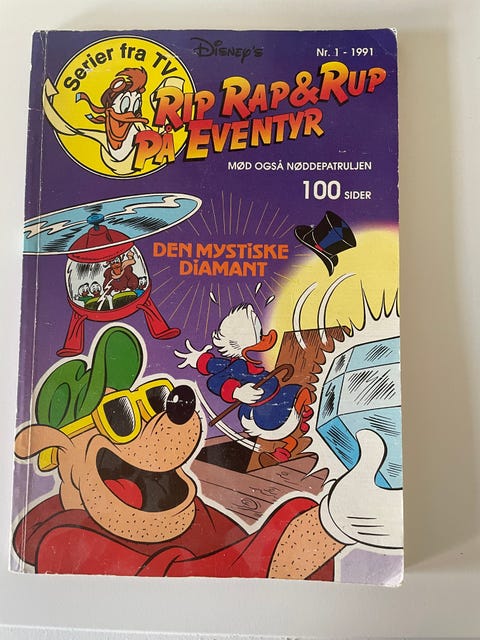 Serier fra TV
DISNEY'S
Nr. 1 - 1991
RIP RAP & RUP
PÅ EVENTYR
MØD OGSÅ NØDDEPATRULJEN
100 SIDER
DEN MYSTISKE
DIAMANT